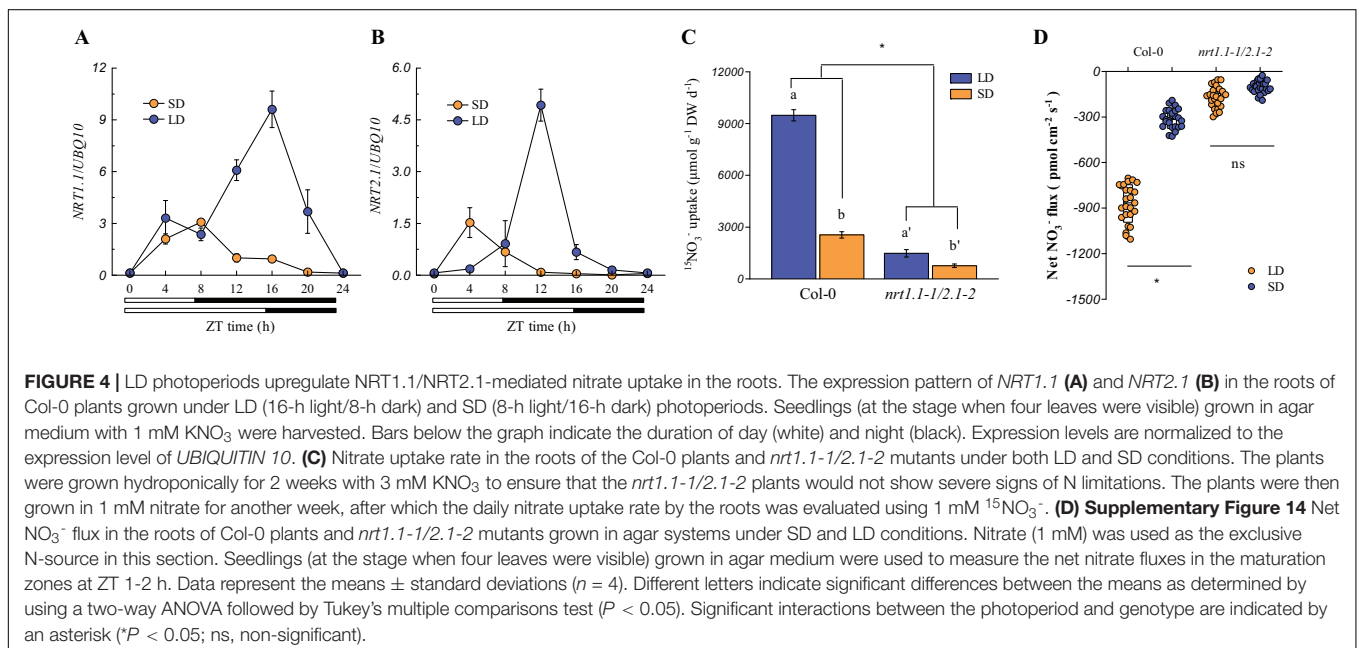 A
NRT1.1/UBQ10
12
9
6
3
0
SD
LD
0 4 8 12 16 20 24
ZT time (h)
B
NRT2.1/UBQ10
6.0
4.5
3.0
1.5
0.0
SD
LD
0 4 8 12 16 20 24
ZT time (h)
C
¹⁵NO₃⁻ uptake (μmol g⁻¹ DW d⁻¹)
12000
9000
6000
3000
0
*
LD
SD
a
b
a'
b'
Col-0 nrt1.1-1/2.1-2
D
Col-0 nrt1.1-1/2.1-2
Net NO₃⁻ flux ( pmol cm⁻² s⁻¹)
0
-300
-600
-900
-1200
-1500
ns
*
LD
SD
FIGURE 4 | LD photoperiods upregulate NRT1.1/NRT2.1-mediated nitrate uptake in the roots. The expression pattern of NRT1.1 (A) and NRT2.1 (B) in the roots of
Col-0 plants grown under LD (16-h light/8-h dark) and SD (8-h light/16-h dark) photoperiods. Seedlings (at the stage when four leaves were visible) grown in agar
medium with 1 mM KNO₃ were harvested. Bars below the graph indicate the duration of day (white) and night (black). Expression levels are normalized to the
expression level of UBIQUITIN 10. (C) Nitrate uptake rate in the roots of the Col-0 plants and nrt1.1-1/2.1-2 mutants under both LD and SD conditions. The plants
were grown hydroponically for 2 weeks with 3 mM KNO₃ to ensure that the nrt1.1-1/2.1-2 plants would not show severe signs of N limitations. The plants were then
grown in 1 mM nitrate for another week, after which the daily nitrate uptake rate by the roots was evaluated using 1 mM ¹⁵NO₃⁻. (D) Supplementary Figure 14 Net
NO₃⁻ flux in the roots of Col-0 plants and nrt1.1-1/2.1-2 mutants grown in agar systems under SD and LD conditions. Nitrate (1 mM) was used as the exclusive
N-source in this section. Seedlings (at the stage when four leaves were visible) grown in agar medium were used to measure the net nitrate fluxes in the maturation
zones at ZT 1-2 h. Data represent the means ± standard deviations (n = 4). Different letters indicate significant differences between the means as determined by
using a two-way ANOVA followed by Tukey's multiple comparisons test (P < 0.05). Significant interactions between the photoperiod and genotype are indicated by
an asterisk (*P < 0.05; ns, non-significant).